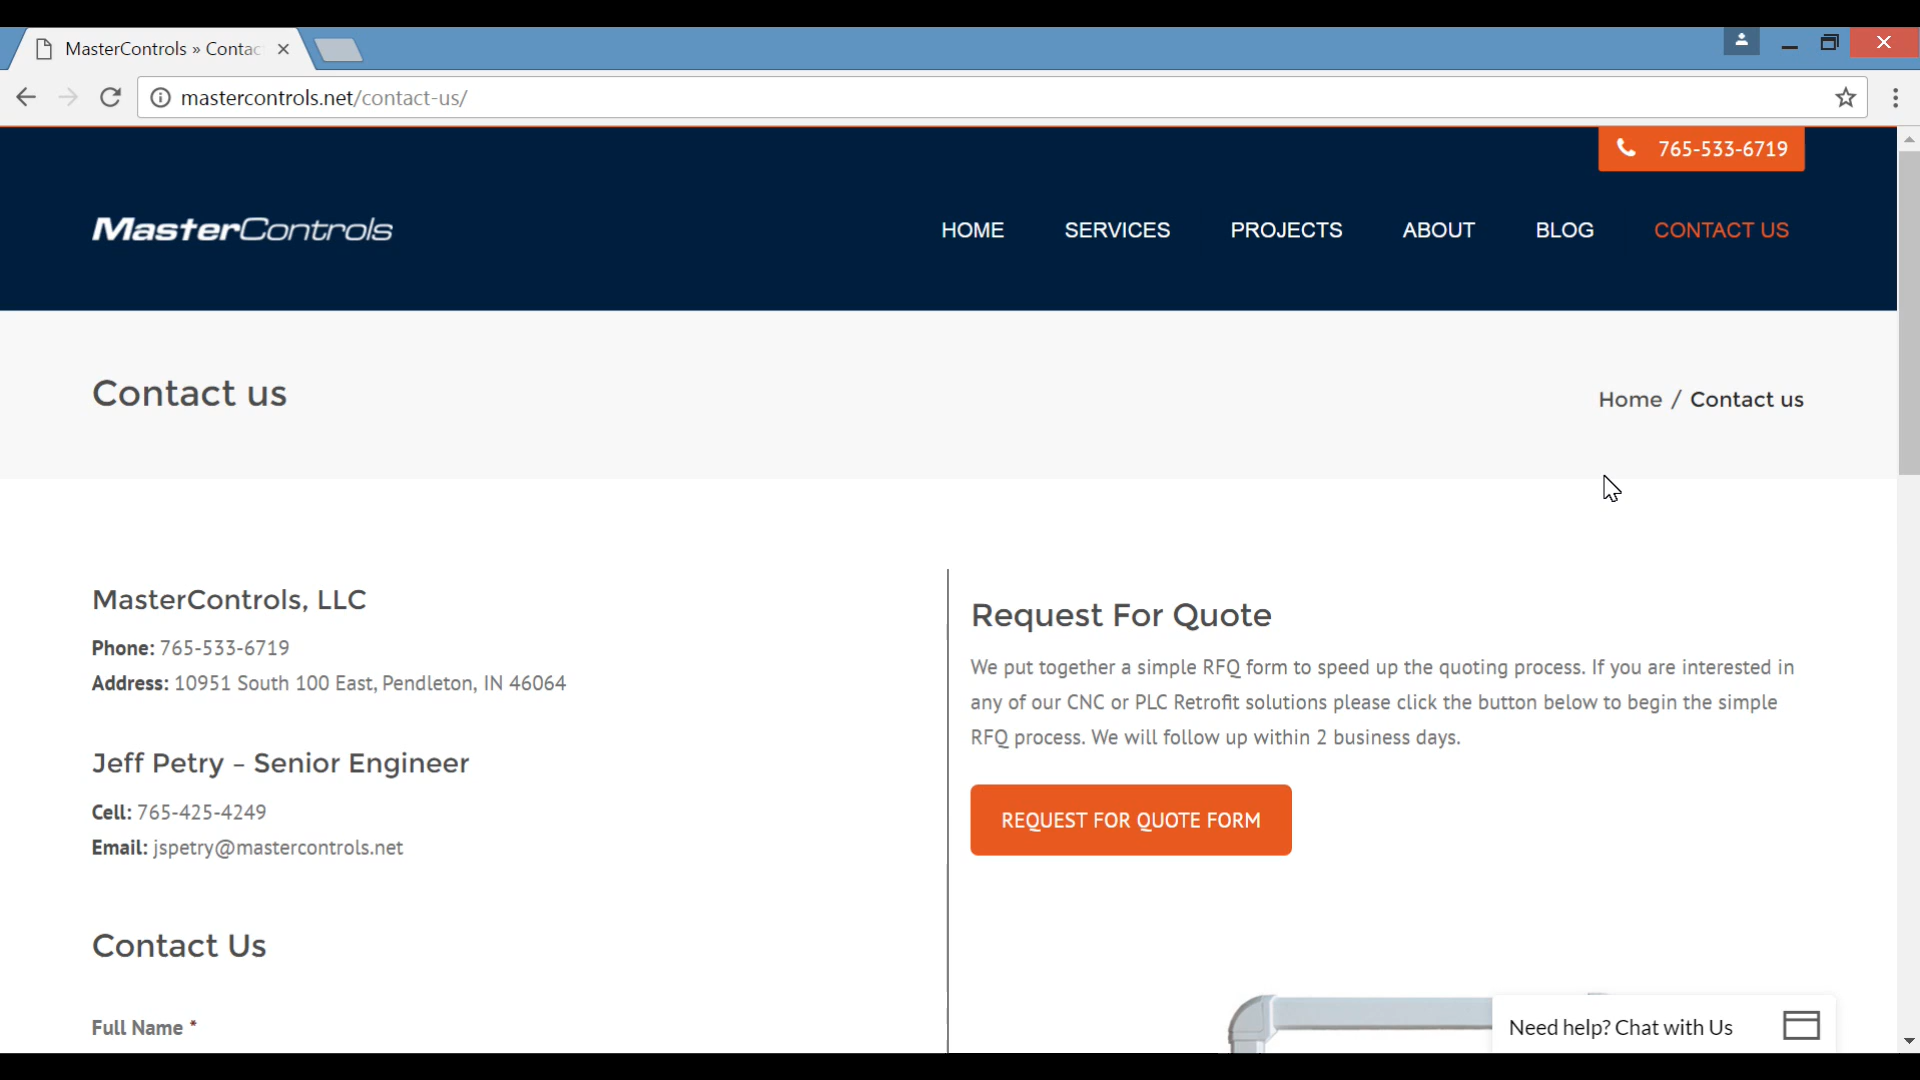 MasterControls » Contac
mastercontrols.net/contact-us/
765-533-6719
MasterControls
HOME SERVICES PROJECTS ABOUT BLOG CONTACT US
Contact us
Home / Contact us
MasterControls, LLC
Phone: 765-533-6719
Address: 10951 South 100 East, Pendleton, IN 46064
Jeff Petry – Senior Engineer
Cell: 765-425-4249
Email: jspetry@mastercontrols.net
Contact Us
Full Name *
Request For Quote
We put together a simple RFQ form to speed up the quoting process. If you are interested in
any of our CNC or PLC Retrofit solutions please click the button below to begin the simple
RFQ process. We will follow up within 2 business days.
REQUEST FOR QUOTE FORM
Need help? Chat with Us